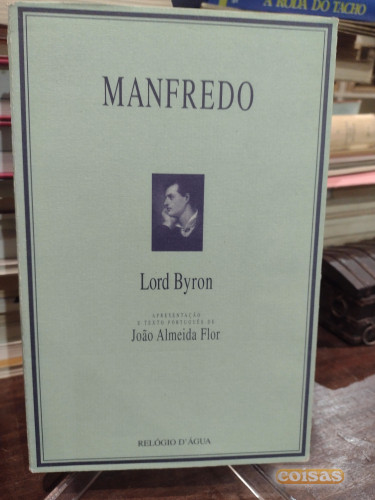 A RODA DO TACHO
MANFREDO
Lord Byron
APRESENTAÇÃO
E TEXTO PORTUGUÊS DE
João Almeida Flor
RELÓGIO D'ÁGUA
coisas